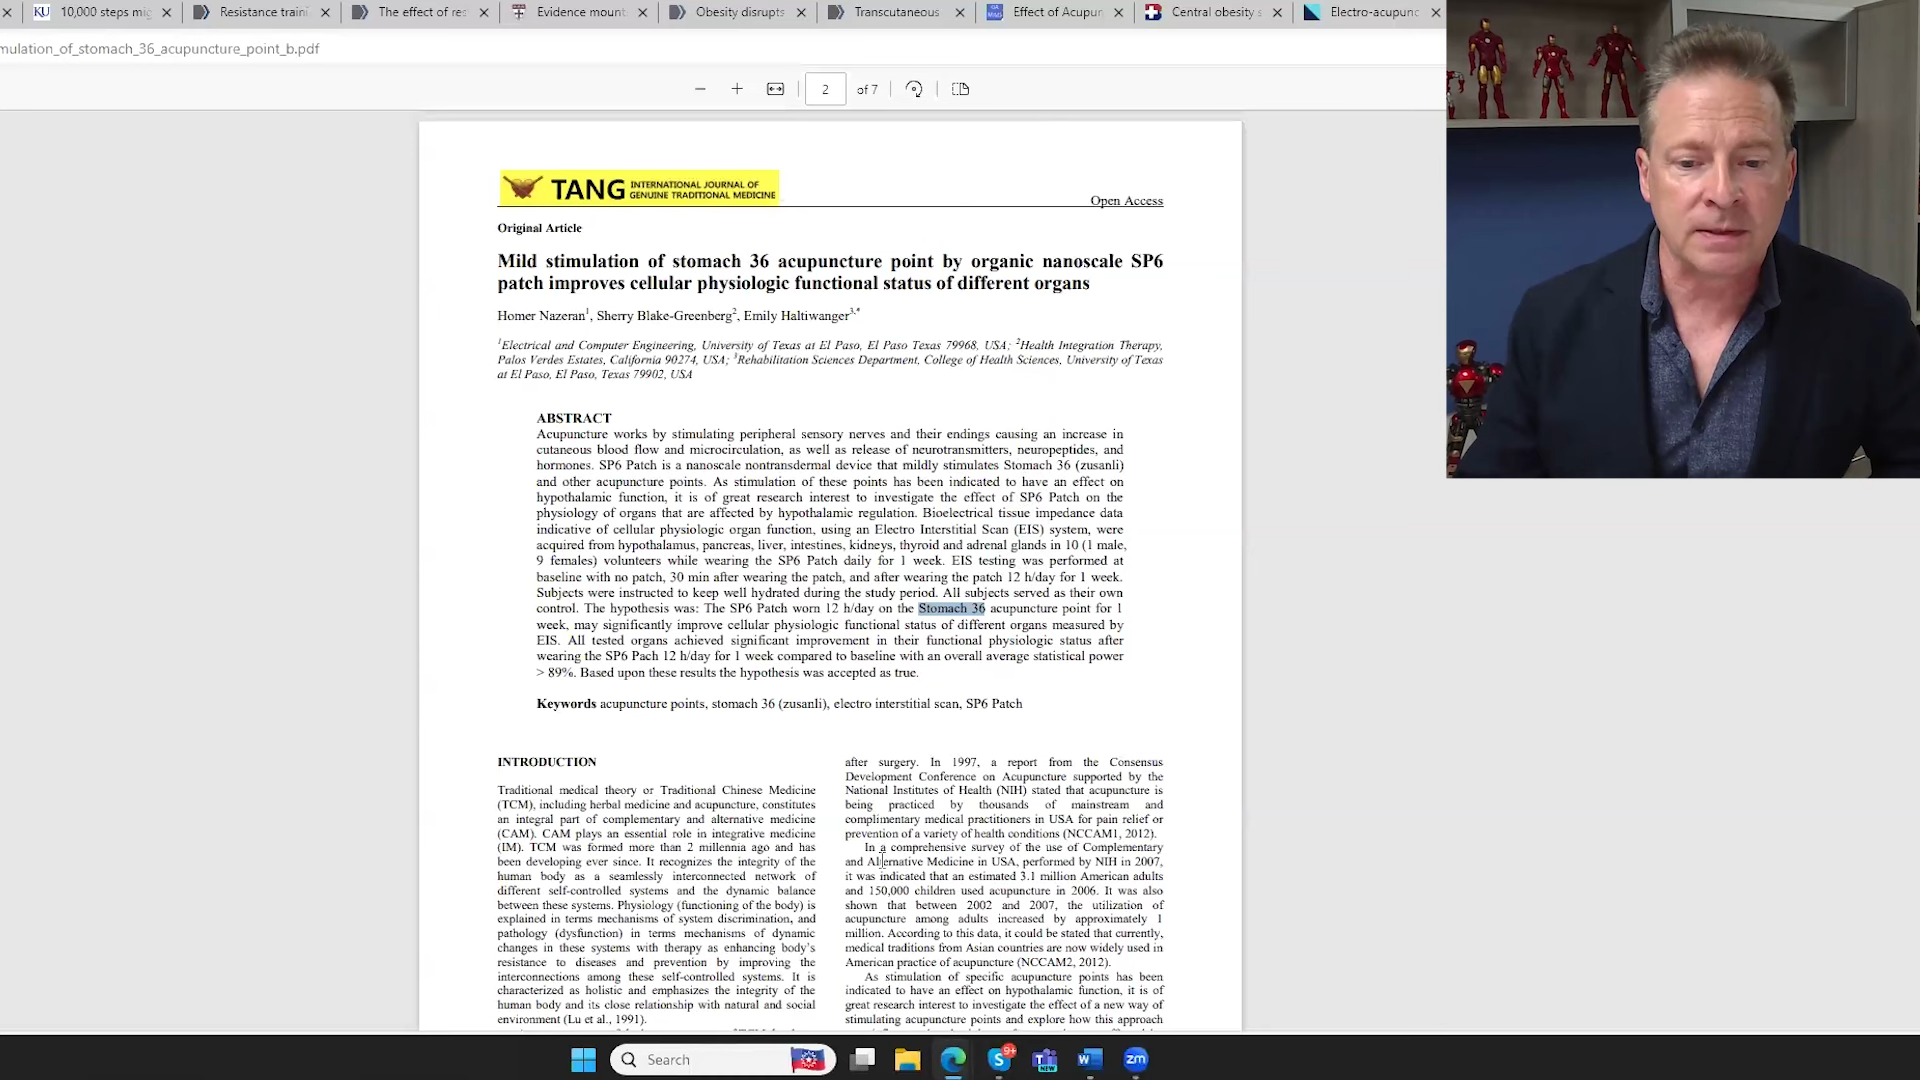 10,000 steps mig
Resistance traini
The effect of res
Evidence mount
Obesity disrupts
Transcutaneous
Effect of Acupun
Central obesity s
Electro-acupunc
KU
mulation_of_stomach_36_acupuncture_point_b.pdf
2 of 7
TANG INTERNATIONAL JOURNAL OF
GENUINE TRADITIONAL MEDICINE
Open Access
Original Article
Mild stimulation of stomach 36 acupuncture point by organic nanoscale SP6
patch improves cellular physiologic functional status of different organs
Homer Nazeran1, Sherry Blake-Greenberg2, Emily Haltiwanger3,*
1Electrical and Computer Engineering, University of Texas at El Paso, El Paso Texas 79968, USA; 2Health Integration Therapy,
Palos Verdes Estates, California 90274, USA; 3Rehabilitation Sciences Department, College of Health Sciences, University of Texas
at El Paso, El Paso, Texas 79902, USA
ABSTRACT
Acupuncture works by stimulating peripheral sensory nerves and their endings causing an increase in
cutaneous blood flow and microcirculation, as well as release of neurotransmitters, neuropeptides, and
hormones. SP6 Patch is a nanoscale nontransdermal device that mildly stimulates Stomach 36 (zusanli)
and other acupuncture points. As stimulation of these points has been indicated to have an effect on
hypothalamic function, it is of great research interest to investigate the effect of SP6 Patch on the
physiology of organs that are affected by hypothalamic regulation. Bioelectrical tissue impedance data
indicative of cellular physiologic organ function, using an Electro Interstitial Scan (EIS) system, were
acquired from hypothalamus, pancreas, liver, intestines, kidneys, thyroid and adrenal glands in 10 (1 male,
9 females) volunteers while wearing the SP6 Patch daily for 1 week. EIS testing was performed at
baseline with no patch, 30 min after wearing the patch, and after wearing the patch 12 h/day for 1 week.
Subjects were instructed to keep well hydrated during the study period. All subjects served as their own
control. The hypothesis was: The SP6 Patch worn 12 h/day on the Stomach 36 acupuncture point for 1
week, may significantly improve cellular physiologic functional status of different organs measured by
EIS. All tested organs achieved significant improvement in their functional physiologic status after
wearing the SP6 Pach 12 h/day for 1 week compared to baseline with an overall average statistical power
> 89%. Based upon these results the hypothesis was accepted as true.
Keywords acupuncture points, stomach 36 (zusanli), electro interstitial scan, SP6 Patch
INTRODUCTION
Traditional medical theory or Traditional Chinese Medicine
(TCM), including herbal medicine and acupuncture, constitutes
an integral part of complementary and alternative medicine
(CAM). CAM plays an essential role in integrative medicine
(IM). TCM was formed more than 2 millennia ago and has
been developing ever since. It recognizes the integrity of the
human body as a seamlessly interconnected network of
different self-controlled systems and the dynamic balance
between these systems. Physiology (functioning of the body) is
explained in terms mechanisms of system discrimination, and
pathology (dysfunction) in terms mechanisms of dynamic
changes in these systems with therapy as enhancing body's
resistance to diseases and prevention by improving the
interconnections among these self-controlled systems. It is
characterized as holistic and emphasizes the integrity of the
human body and its close relationship with natural and social
environment (Lu et al., 1991).
after surgery. In 1997, a report from the Consensus
Development Conference on Acupuncture supported by the
National Institutes of Health (NIH) stated that acupuncture is
being practiced by thousands of mainstream and
complimentary medical practitioners in USA for pain relief or
prevention of a variety of health conditions (NCCAM1, 2012).
In a comprehensive survey of the use of Complementary
and Alternative Medicine in USA, performed by NIH in 2007,
it was indicated that an estimated 3.1 million American adults
and 150,000 children used acupuncture in 2006. It was also
shown that between 2002 and 2007, the utilization of
acupuncture among adults increased by approximately 1
million. According to this data, it could be stated that currently,
medical traditions from Asian countries are now widely used in
American practice of acupuncture (NCCAM2, 2012).
As stimulation of specific acupuncture points has been
indicated to have an effect on hypothalamic function, it is of
great research interest to investigate the effect of a new way of
stimulating acupuncture points and explore how this approach
Search
9+
NEW
zm